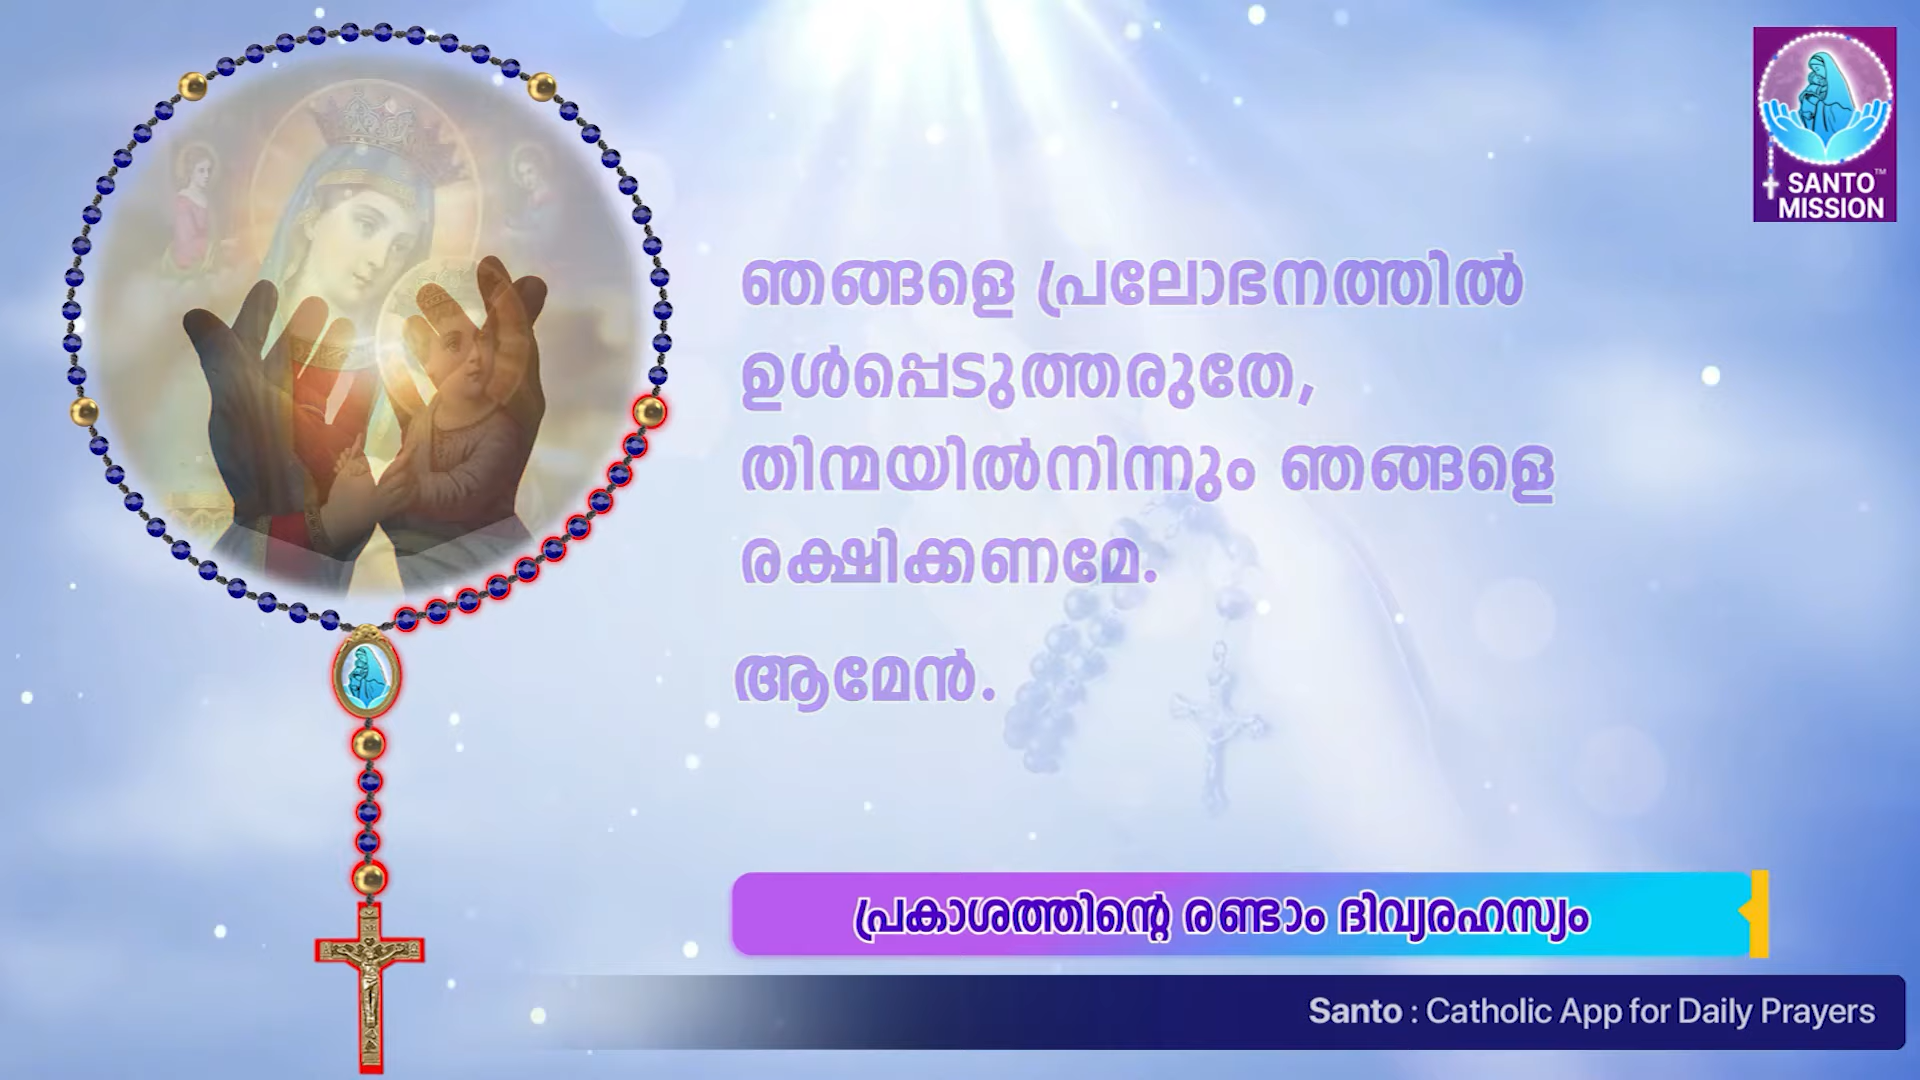 SANTO™
MISSION
ഞങ്ങളെ പ്രലോഭനത്തിൽ
ഉൾപ്പെടുത്തരുതേ,
തിന്മയിൽനിന്നും ഞങ്ങളെ
രക്ഷിക്കണമേ.
ആമേൻ.
പ്രകാശത്തിന്റെ രണ്ടാം ദിവ്യരഹസ്യം
Santo : Catholic App for Daily Prayers